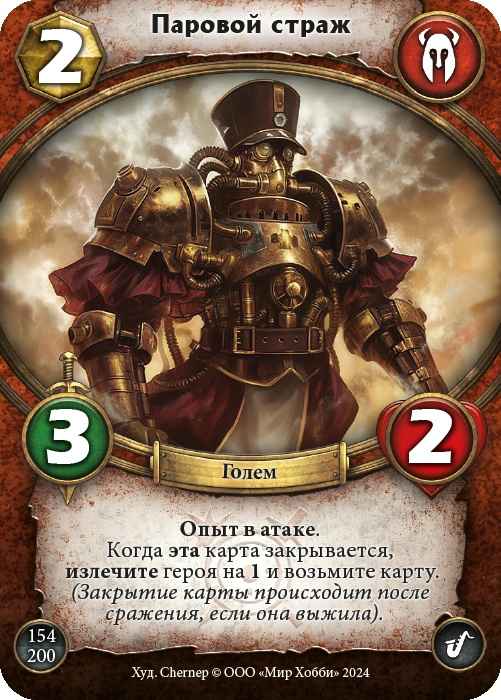 2
Паровой страж
3
Голем
2
Опыт в атаке.
Когда эта карта закрывается,
излечите героя на 1 и возьмите карту.
(Закрытие карты происходит после
сражения, если она выжила).
154
200
Худ. Chernep © ООО «Мир Хобби» 2024